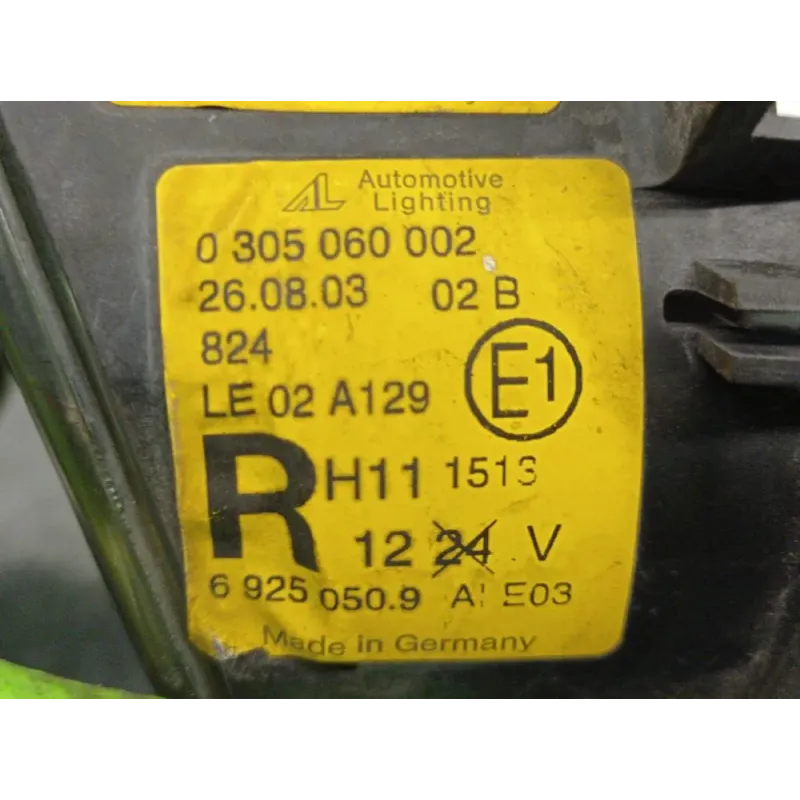 AL Automotive
Lighting
0 305 060 002
26.08.03 02 B
824
LE 02 A129 E1
R H11 1513
12 24 V
6 925 050.9 E03
Made in Germany